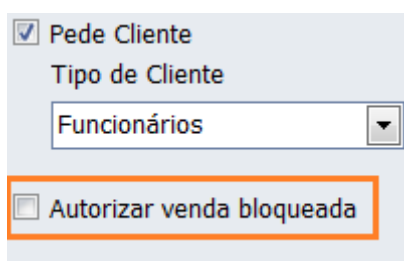 Pede Cliente
Tipo de Cliente
Funcionários
Autorizar venda bloqueada